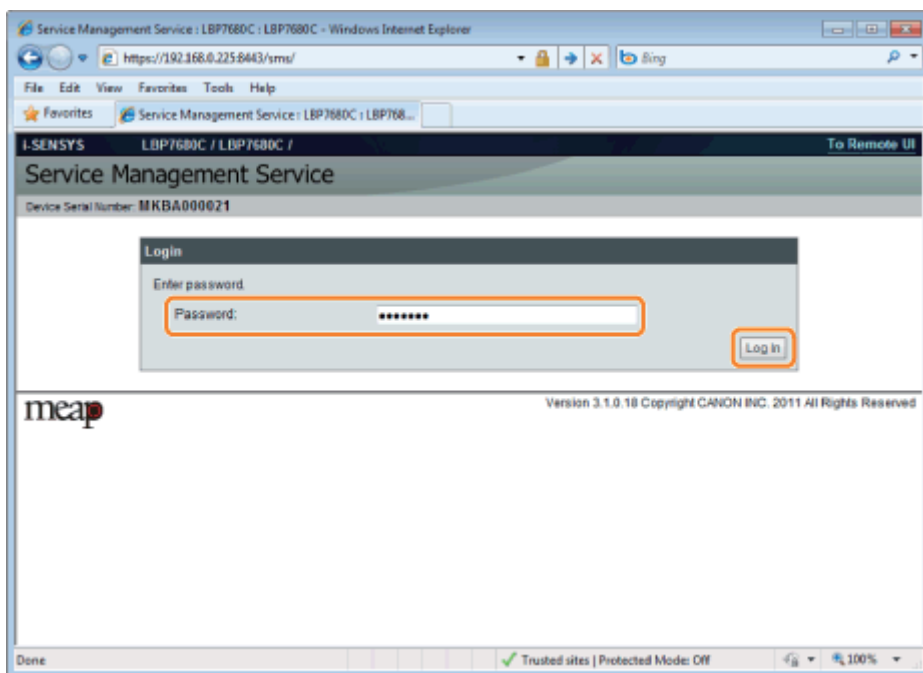 Service Management Service : LBP7680C : LBP7680C - Windows Internet Explorer
https://192.168.0.225:8443/sms/
Bing
File Edit View Favorites Tools Help
Favorites
Service Management Service : LBP7680C : LBP768...
i-SENSYS LBP7680C / LBP7680C / To Remote UI
Service Management Service
Device Serial Number: MKBA000021
Login
Enter password.
Password: •••••••
Log In
meap
Version 3.1.0.18 Copyright CANON INC. 2011 All Rights Reserved
Done
Trusted sites | Protected Mode: Off
100%